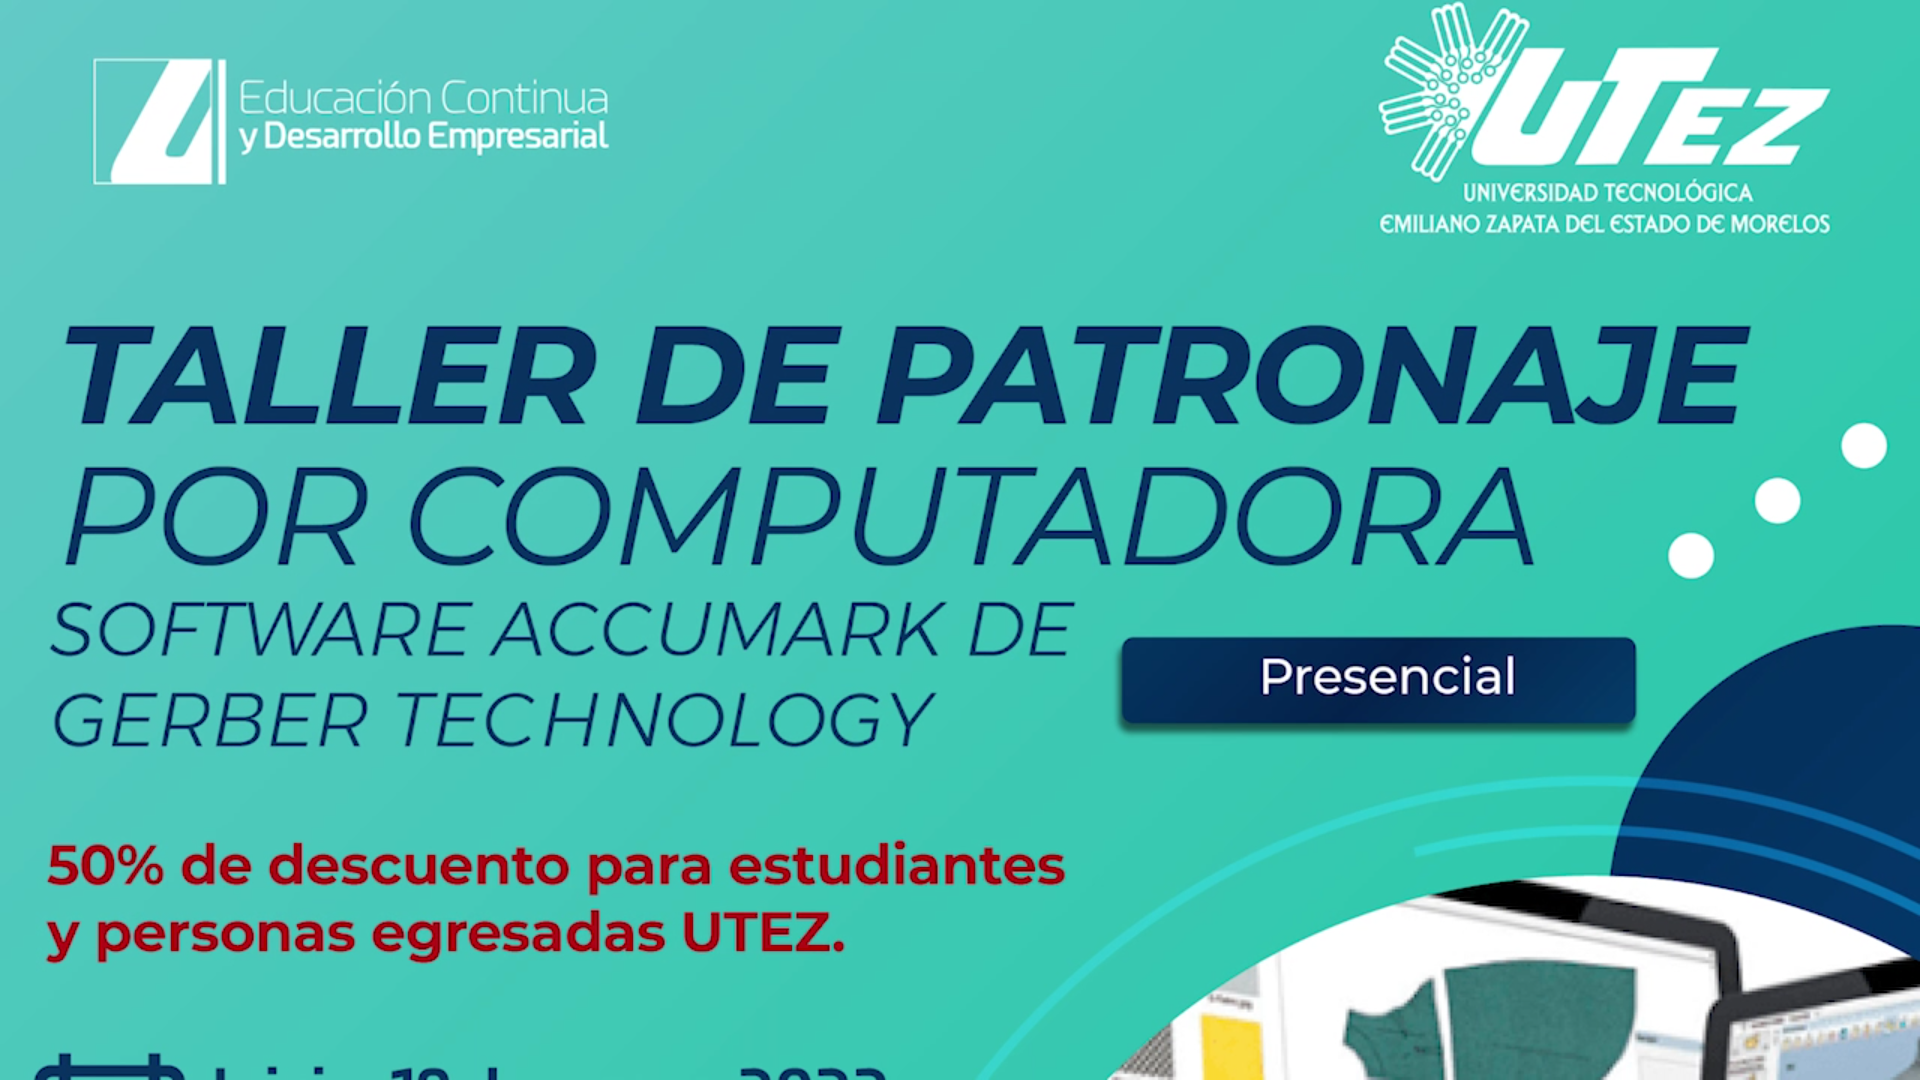 Educación Continua
y Desarrollo Empresarial
UTEZ
UNIVERSIDAD TECNOLÓGICA
EMILIANO ZAPATA DEL ESTADO DE MORELOS
TALLER DE PATRONAJE
POR COMPUTADORA
SOFTWARE ACCUMARK DE
GERBER TECHNOLOGY
Presencial
50% de descuento para estudiantes
y personas egresadas UTEZ.